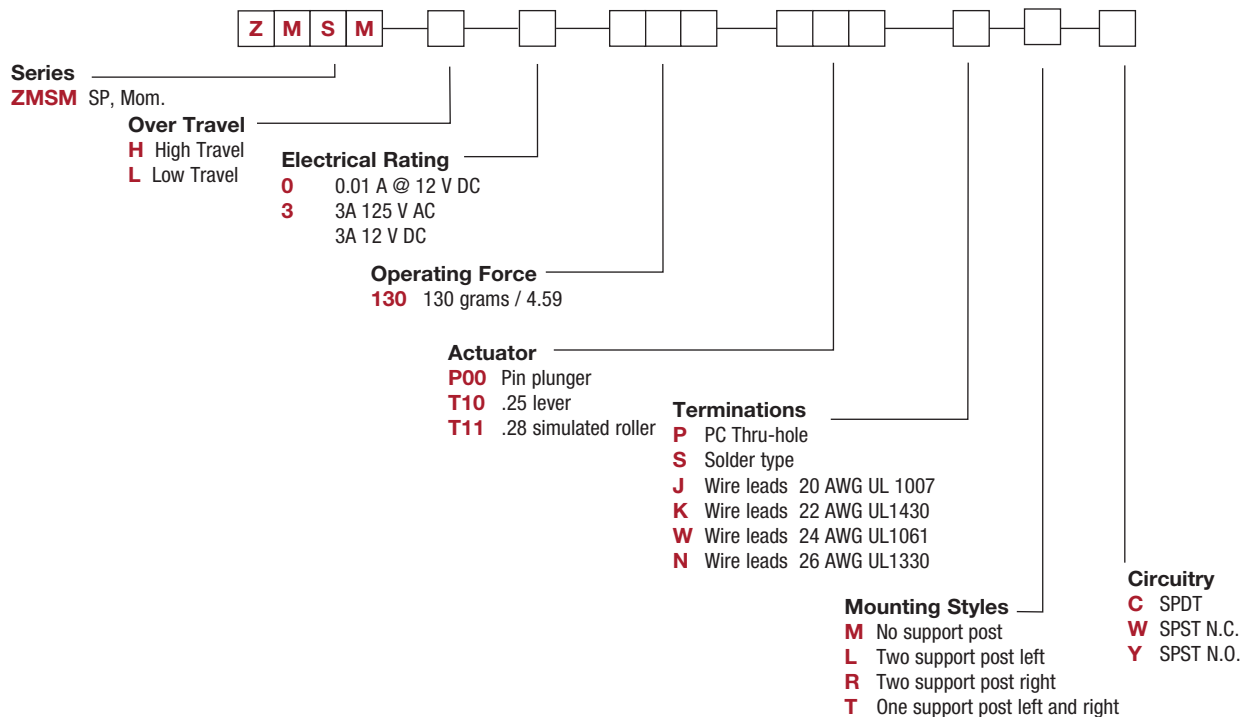 Z M S M
Series
ZMSM SP, Mom.
Over Travel
H High Travel
L Low Travel
Electrical Rating
0 0.01 A @ 12 V DC
3 3A 125 V AC
3A 12 V DC
Operating Force
130 130 grams / 4.59
Actuator
P00 Pin plunger
T10 .25 lever
T11 .28 simulated roller
Terminations
P PC Thru-hole
S Solder type
J Wire leads 20 AWG UL 1007
K Wire leads 22 AWG UL1430
W Wire leads 24 AWG UL1061
N Wire leads 26 AWG UL1330
Mounting Styles
M No support post
L Two support post left
R Two support post right
T One support post left and right
Circuitry
C SPDT
W SPST N.C.
Y SPST N.O.